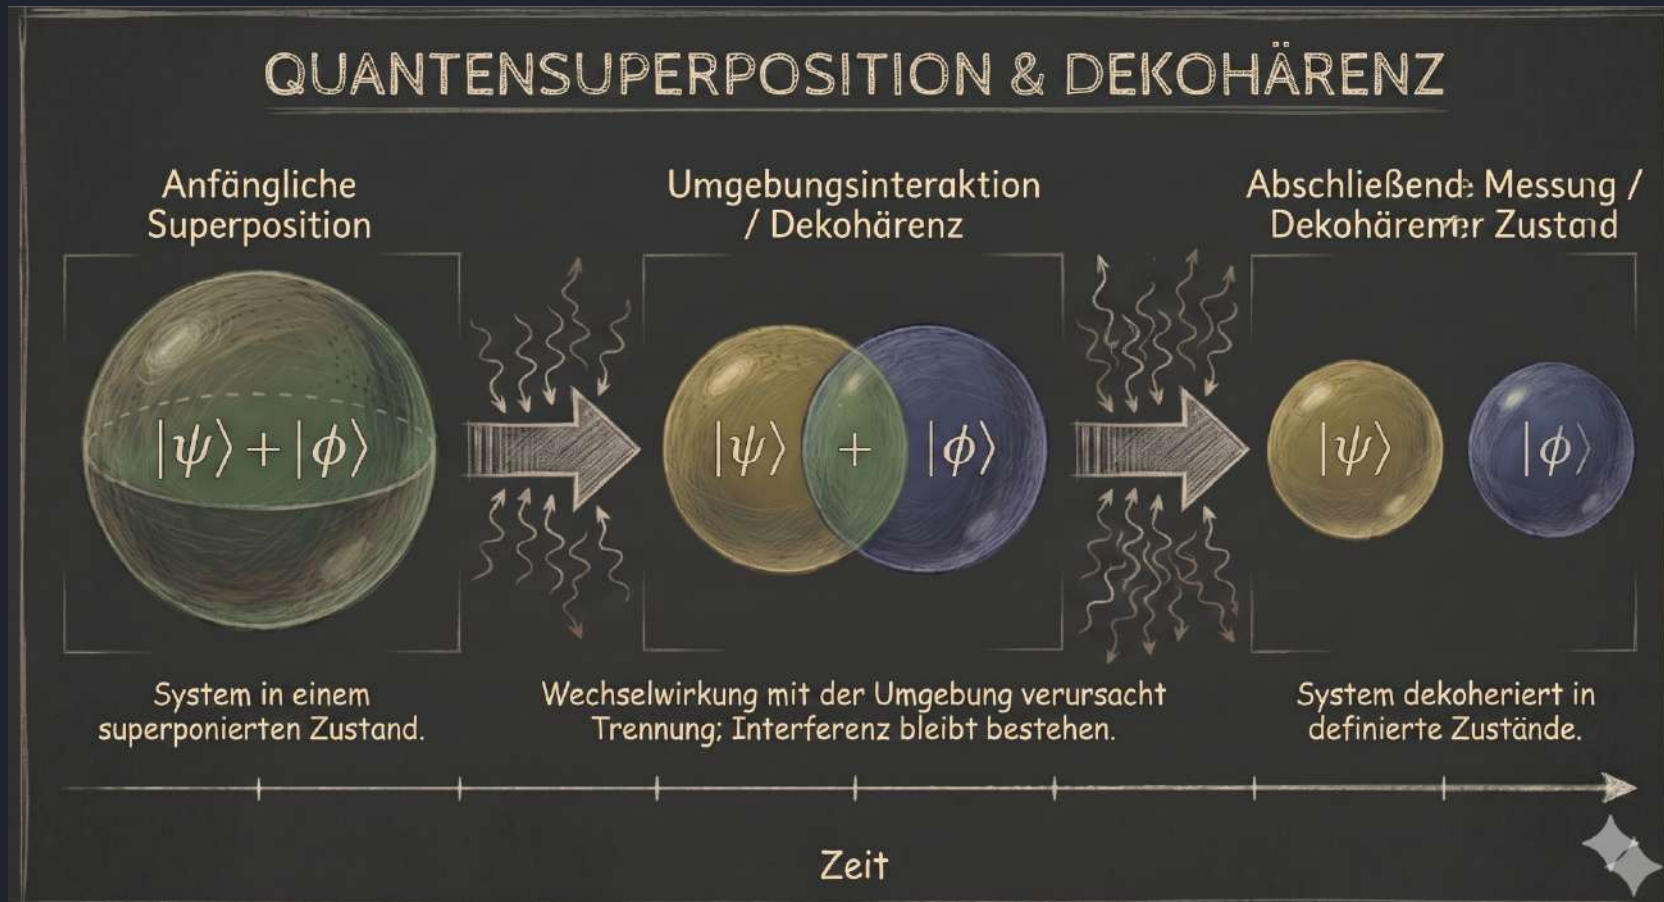 QUANTENSUPERPOSITION & DEKOHÄRENZ
Anfängliche
Superposition
Umgebungsinteraktion
/ Dekohärenz
Messung /
Zustand
|ψ⟩ + |ϕ⟩
|ψ⟩ + |ϕ⟩
|ψ⟩ |ϕ⟩
System in einem
superponierten Zustand.
Wechselwirkung mit der Umgebung verursacht
Trennung; Interferenz bleibt bestehen.
System dekoheriert in
definierte Zustände.
Zeit